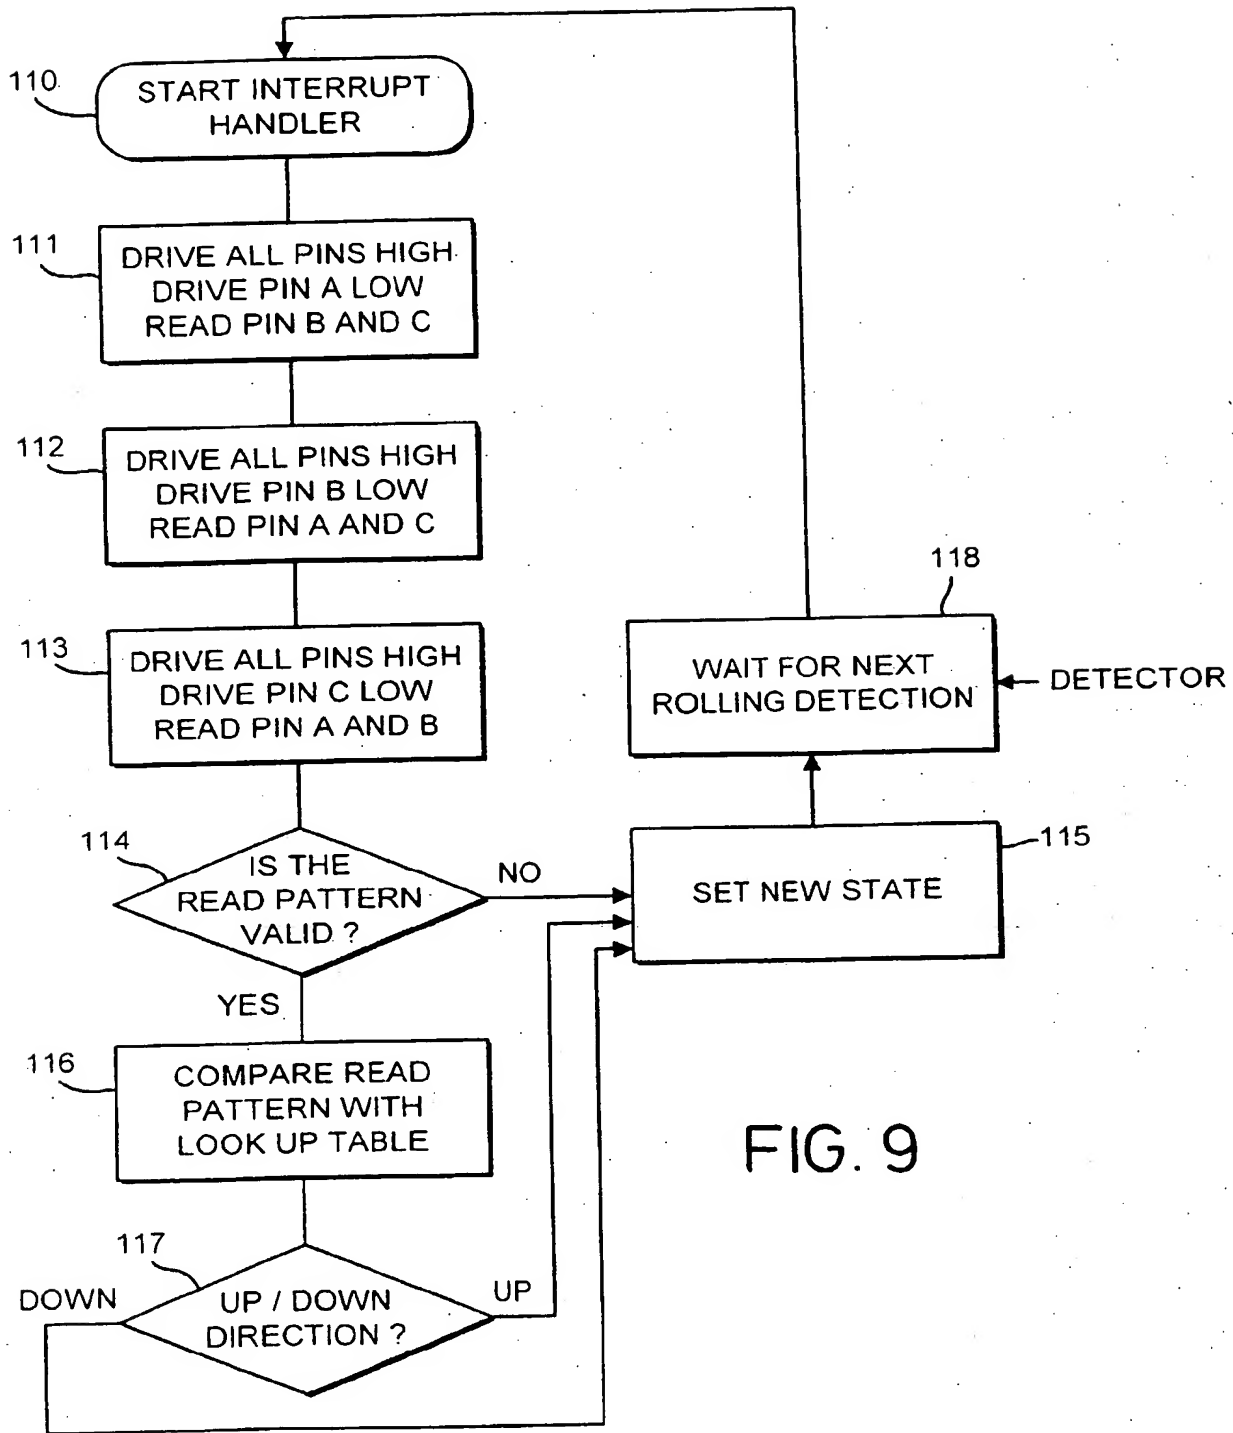 110
START INTERRUPT
HANDLER
111
DRIVE ALL PINS HIGH
DRIVE PIN A LOW
READ PIN B AND C
112
DRIVE ALL PINS HIGH
DRIVE PIN B LOW
READ PIN A AND C
113
DRIVE ALL PINS HIGH
DRIVE PIN C LOW
READ PIN A AND B
118
WAIT FOR NEXT
ROLLING DETECTION
DETECTOR
114
IS THE
READ PATTERN
VALID ?
NO
YES
115
SET NEW STATE
116
COMPARE READ
PATTERN WITH
LOOK UP TABLE
117
UP / DOWN
DIRECTION ?
DOWN
UP
FIG. 9